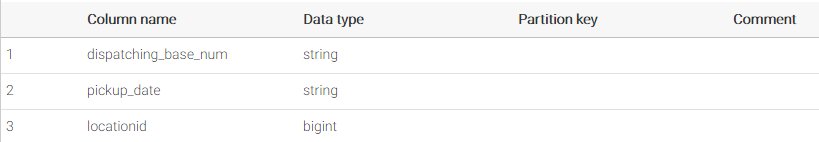 Column name Data type Partition key Comment
1 dispatching_base_num string
2 pickup_date string
3 locationid bigint